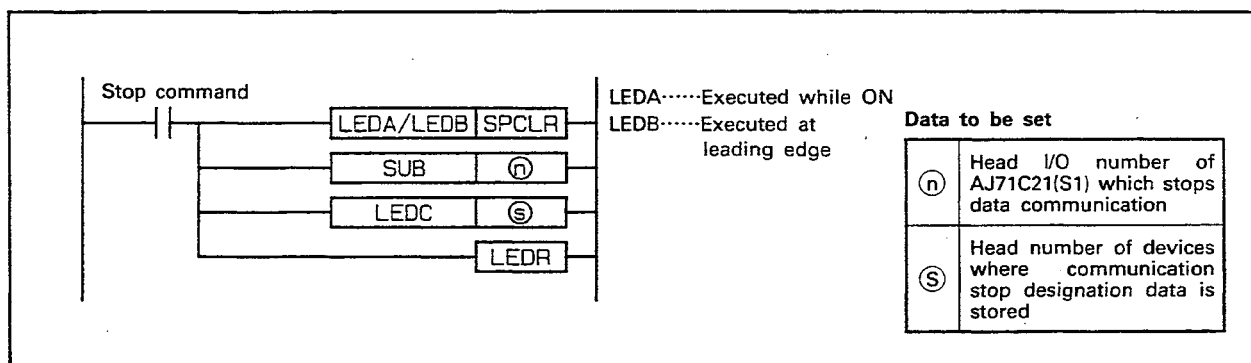 Stop command
LEDA/LEDB SPCLR
SUB ⓝ
LEDC ⓢ
LEDR
LEDA······Executed while ON
LEDB······Executed at
leading edge
Data to be set
ⓝ Head I/O number of
AJ71C21(S1) which stops
data communication
Ⓢ Head number of devices
where communication
stop designation data is
stored